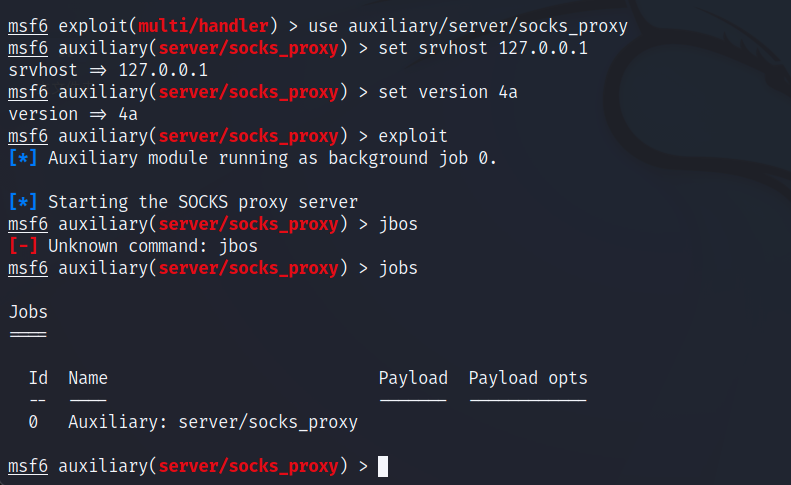 msf6 exploit(multi/handler) > use auxiliary/server/socks_proxy
msf6 auxiliary(server/socks_proxy) > set srvhost 127.0.0.1
srvhost => 127.0.0.1
msf6 auxiliary(server/socks_proxy) > set version 4a
version => 4a
msf6 auxiliary(server/socks_proxy) > exploit
[*] Auxiliary module running as background job 0.
[*] Starting the SOCKS proxy server
msf6 auxiliary(server/socks_proxy) > jbos
[-] Unknown command: jbos
msf6 auxiliary(server/socks_proxy) > jobs
Jobs
====
Id  Name                           Payload  Payload opts
--  ----                           -------  ------------
0   Auxiliary: server/socks_proxy
msf6 auxiliary(server/socks_proxy) >